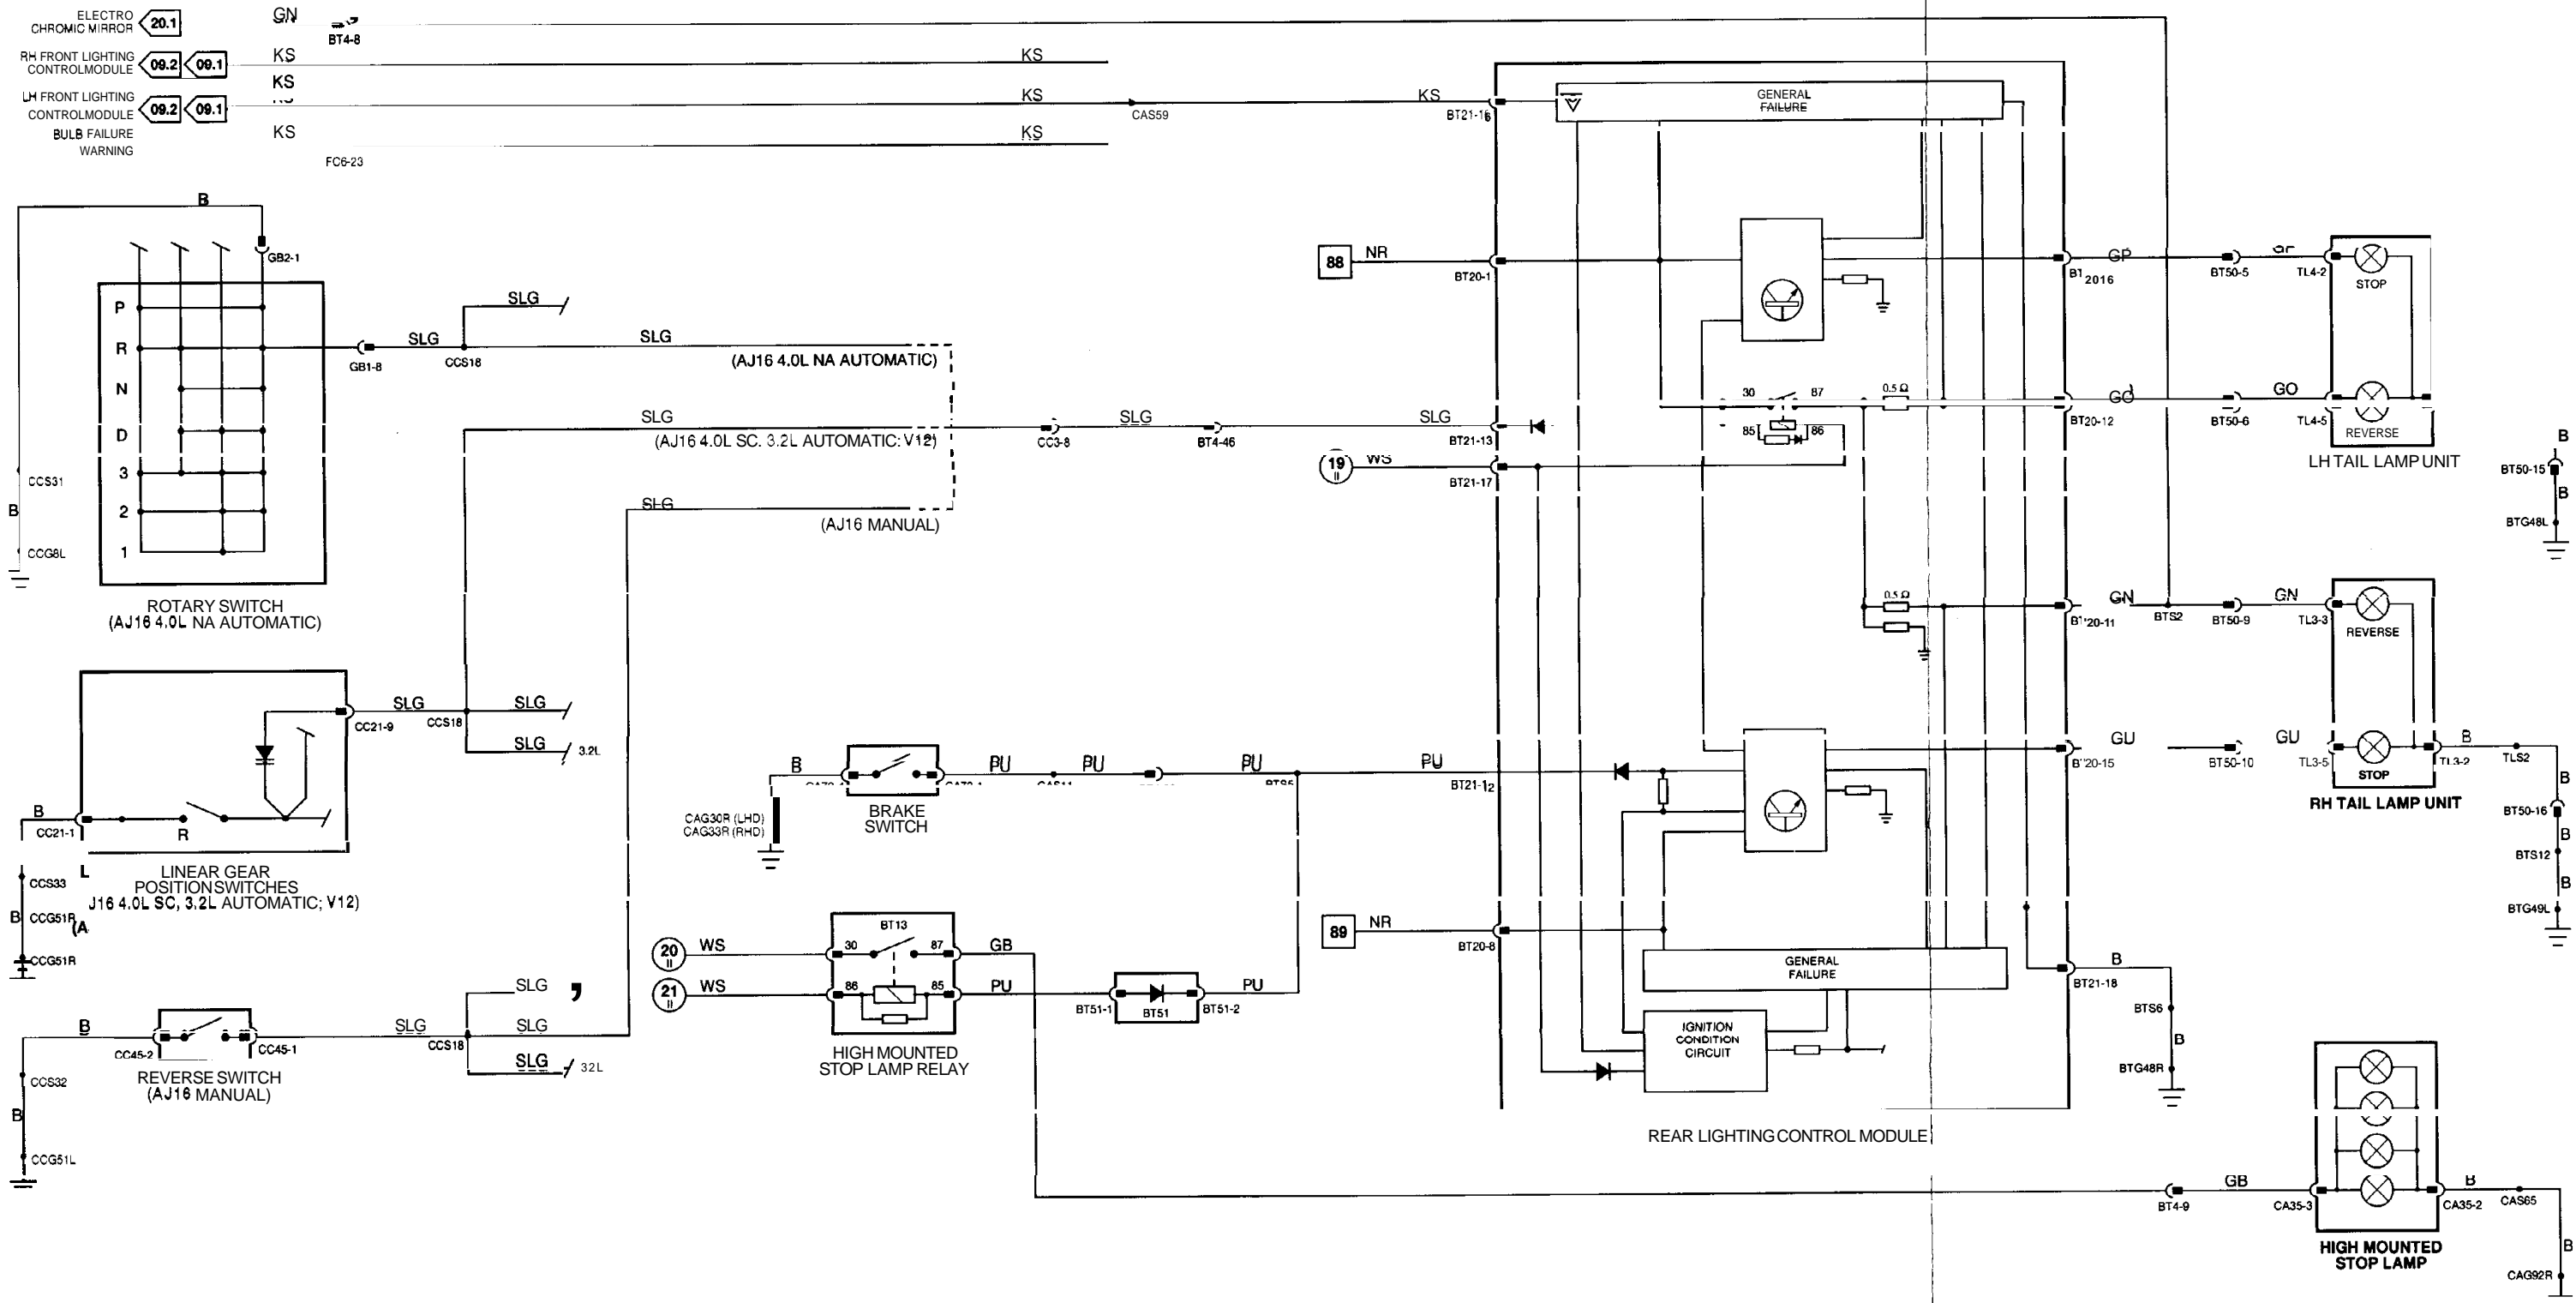 ELECTRO
CHROMIC MIRROR
20.1
GN
BT4-8
RH FRONT LIGHTING
CONTROLMODULE
09.2
09.1
KS
KS
KS
LH FRONT LIGHTING
CONTROLMODULE
09.2
09.1
KS
CAS59
KS
BT21-16
BULB FAILURE
WARNING
KS
KS
FC6-23
GENERAL
FAILURE
B
GB2-1
P
R
N
D
3
2
1
GB1-8
SLG
CCS18
SLG
SLG
(AJ16 4.0L NA AUTOMATIC)
SLG
(AJ16 4.0L SC. 3.2L AUTOMATIC: V12)
CC3-8
SLG
BT4-46
SLG
BT21-13
SLG
(AJ16 MANUAL)
CCS31
B
CCG8L
ROTARY SWITCH
(AJ16 4.0L NA AUTOMATIC)
88
NR
BT20-1
19
II
WS
BT21-17
30
87
0.5 Ω
85
86
0.5 Ω
GP
BT2016
BT50-5
TL4-2
STOP
GO
BT20-12
BT50-6
GO
TL4-5
REVERSE
LH TAIL LAMP UNIT
B
BT50-15
B
BTG48L
GN
BT'20-11
BTS2
BT50-9
GN
TL3-3
REVERSE
GU
B''20-15
BT50-10
GU
TL3-5
STOP
TL3-2
B
TLS2
RH TAIL LAMP UNIT
B
BT50-16
B
BTS12
B
BTG49L
CC21-9
SLG
CCS18
SLG
SLG
3.2L
B
CC21-1
R
CCS33
B
CCG51R
CCG51R
L
LINEAR GEAR
POSITION SWITCHES
J16 4.0L SC, 3.2L AUTOMATIC; V12)
(A
B
CAG30R (LHD)
CAG33R (RHD)
BRAKE
SWITCH
PU
PU
PU
BTS5
PU
BT21-12
89
NR
BT20-8
20
II
WS
21
II
WS
BT13
30
87
86
85
GB
PU
HIGH MOUNTED
STOP LAMP RELAY
BT51-1
BT51
BT51-2
PU
GENERAL
FAILURE
IGNITION
CONDITION
CIRCUIT
REAR LIGHTING CONTROL MODULE
B
BT21-18
BTS6
B
BTG48R
B
CC45-2
CC45-1
SLG
CCS18
SLG
SLG
SLG
32L
REVERSE SWITCH
(AJ16 MANUAL)
CCS32
B
CCG51L
BT4-9
GB
CA35-3
CA35-2
B
CAS65
B
CAG92R
HIGH MOUNTED
STOP LAMP